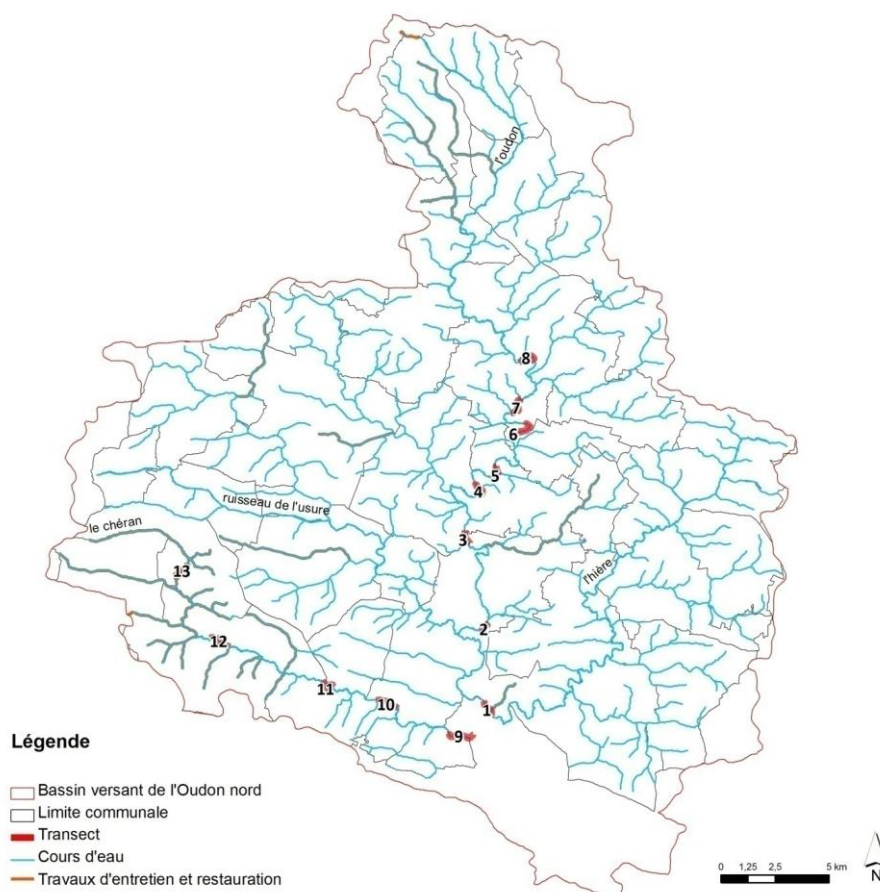 l'oudon
8
7
6
5
4
ruisseau de l'usure
le chéran
3
l'hière
13
2
12
11
10
1
9
Légende
Bassin versant de l'Oudon nord
Limite communale
Transect
Cours d'eau
Travaux d'entretien et restauration
0 1,25 2,5 5 km
N